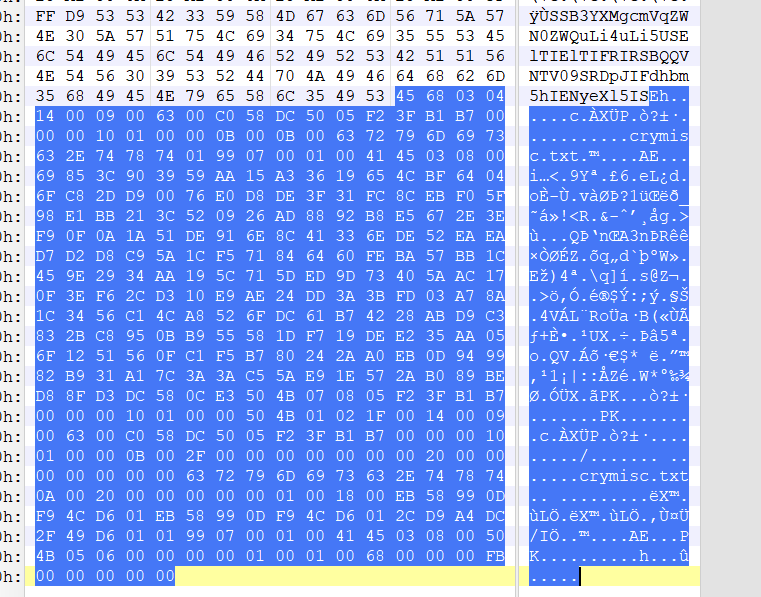 0h: FF D9 53 53 42 33 59 58 4D 67 63 6D 56 71 5A 57 ÿÙSSB3YXMgcmVqZW
0h: 4E 30 5A 57 51 75 4C 69 34 75 4C 69 35 55 53 45 N0ZWQuLi4uLi5USE
0h: 6C 54 49 45 6C 54 49 46 52 49 52 53 42 51 51 56 lTIElTIFRIRSBQQV
0h: 4E 54 56 30 39 53 52 44 70 4A 49 46 64 68 62 6D NTV09SRDpJIFdhbm
0h: 35 68 49 45 4E 79 65 58 6C 35 49 53 45 68 03 04 5hIENyeXl5ISEh..
0h: 14 00 09 00 63 00 C0 58 DC 50 05 F2 3F B1 B7 00 ....c.ÀXÜP.ò?±·.
0h: 00 00 10 01 00 00 0B 00 0B 00 63 72 79 6D 69 73 ..........crymis
0h: 63 2E 74 78 74 01 99 07 00 01 00 41 45 03 08 00 c.txt.™....AE...
0h: 69 85 3C 90 39 59 AA 15 A3 36 19 65 4C BF 64 04 i…<.9Yª.£6.eL¿d.
0h: 6F C8 2D D9 00 76 E0 D8 DE 3F 31 FC 8C EB F0 5F oÈ-Ù.vàØÞ?1üŒëð_
0h: 98 E1 BB 21 3C 52 09 26 AD 88 92 B8 E5 67 2E 3E ˜á»!<R.&-ˆ’¸åg.>
0h: F9 0F 0A 1A 51 DE 91 6E 8C 41 33 6E DE 52 EA EA ù...QÞ‘nŒA3nÞRêê
0h: D7 D2 D8 C9 5A 1C F5 71 84 64 60 FE BA 57 BB 1C ×ÒØÉZ.õq„d`þºW».
0h: 45 9E 29 34 AA 19 5C 71 5D ED 9D 73 40 5A AC B7 Ež)4ª.\q]í.s@Z¬·
0h: 0F 3E F6 2C D3 10 E9 AE 24 DD 3A 3B FD 03 A7 8A .>ö,Ó.é®$Ý:;ý.§Š
0h: 1C 34 56 C1 4C A8 52 6F DC 61 B7 42 28 AB D9 C3 .4VÁL¨RoÜa·B(«ÙÃ
0h: 83 2B C8 95 0B B9 55 58 1D F7 19 DE E2 35 AA 05 ƒ+È•.¹UX.÷.Þâ5ª.
0h: 6F 12 51 56 0F C1 F5 B7 80 24 2A A0 EB 0D 94 99 o.QV.Áõ·€$* ë.”™
0h: 82 B9 31 A1 7C 3A 3A C5 5A E9 1E 57 2A B0 89 BE ‚¹1¡|::ÅZé.W*°‰¾
0h: D8 8F D3 DC 58 0C E3 50 4B 07 08 05 F2 3F B1 B7 Ø.ÓÜX.ãPK...ò?±·
0h: 00 00 00 10 01 00 00 50 4B 01 02 1F 00 14 00 09 .......PK.......
0h: 00 63 00 C0 58 DC 50 05 F2 3F B1 B7 00 00 00 10 .c.ÀXÜP.ò?±·....
0h: 01 00 00 0B 00 2F 00 00 00 00 00 00 00 20 00 00 ...../....... ..
0h: 00 00 00 00 00 63 72 79 6D 69 73 63 2E 74 78 74 .....crymisc.txt
0h: 0A 00 20 00 00 00 00 00 01 00 18 00 EB 58 99 0D .. .........ëX™.
0h: F9 4C D6 01 EB 58 99 0D F9 4C D6 01 2C D9 A4 DC ùLÖ.ëX™.ùLÖ.,Ù¤Ü
0h: 2F 49 D6 01 01 99 07 00 01 00 41 45 03 08 00 50 /IÖ..™....AE...P
0h: 4B 05 06 00 00 00 00 01 00 01 00 68 00 00 00 FB K..........h...û
0h: 00 00 00 00 00 .....